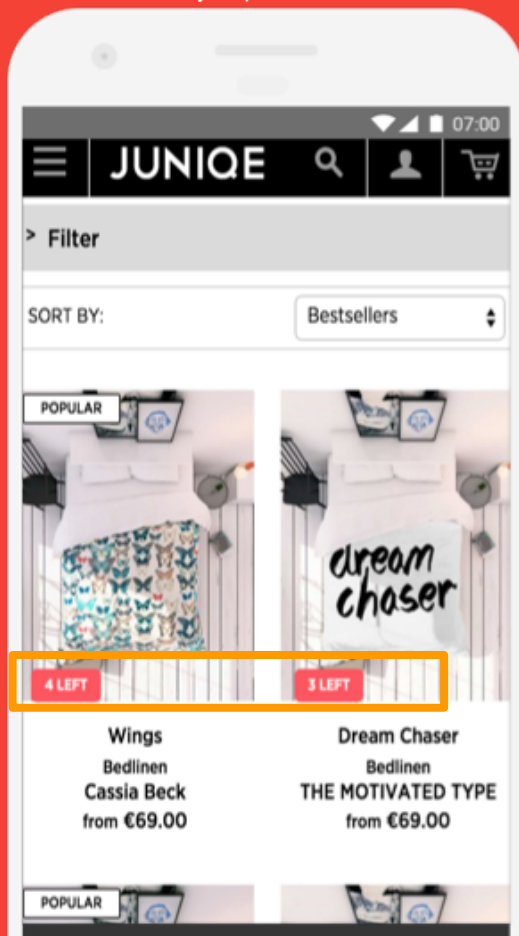 07:00
JUNIQE
> Filter
SORT BY:
Bestsellers
POPULAR
dream
chaser
4 LEFT
3 LEFT
Wings
Bedlinen
Cassia Beck
from €69.00
Dream Chaser
Bedlinen
THE MOTIVATED TYPE
from €69.00
POPULAR